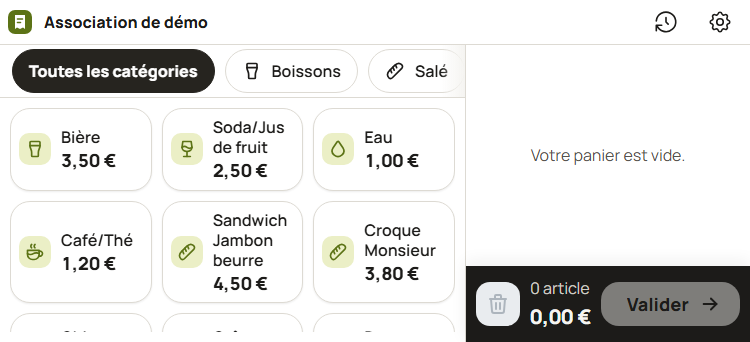 Association de démo
Toutes les catégories
Boissons
Salé
Bière
3,50 €
Soda/Jus
de fruit
2,50 €
Eau
1,00 €
Café/Thé
1,20 €
Sandwich
Jambon
beurre
4,50 €
Croque
Monsieur
3,80 €
Votre panier est vide.
0 article
0,00 €
Valider